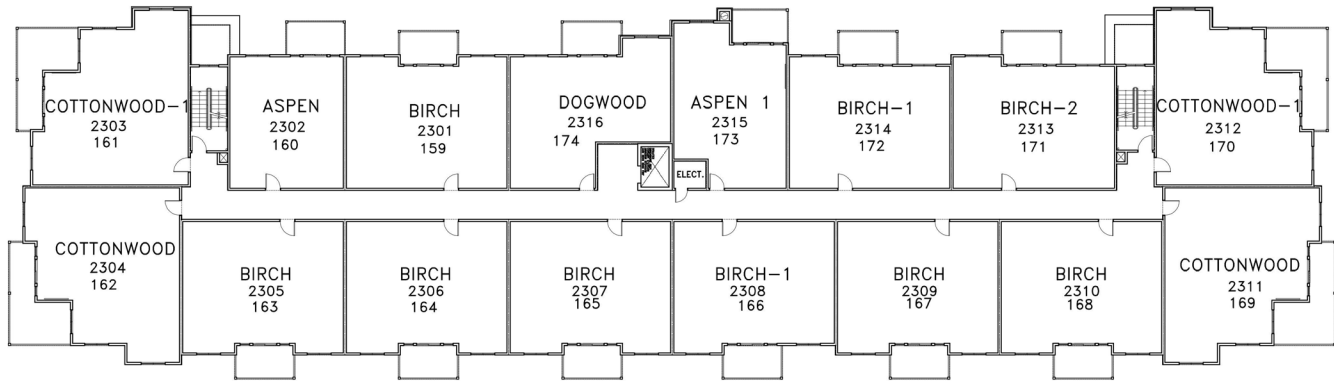 COTTONWOOD-1
2303
161
ASPEN
2302
160
BIRCH
2301
159
DOGWOOD
2316
174
ASPEN 1
2315
173
BIRCH-1
2314
172
BIRCH-2
2313
171
COTTONWOOD-1
2312
170
ELECT.
COTTONWOOD
2304
162
BIRCH
2305
163
BIRCH
2306
164
BIRCH
2307
165
BIRCH-1
2308
166
BIRCH
2309
167
BIRCH
2310
168
COTTONWOOD
2311
169